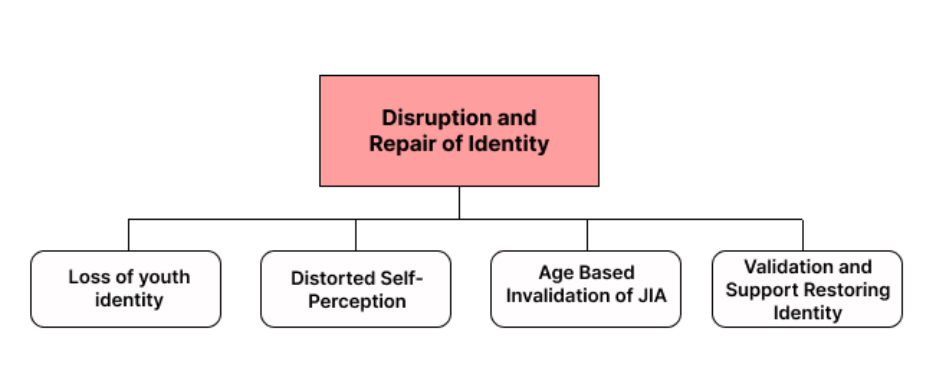 Disruption and
Repair of Identity
Loss of youth
identity
Distorted Self-
Perception
Age Based
Invalidation of JIA
Validation and
Support Restoring
Identity